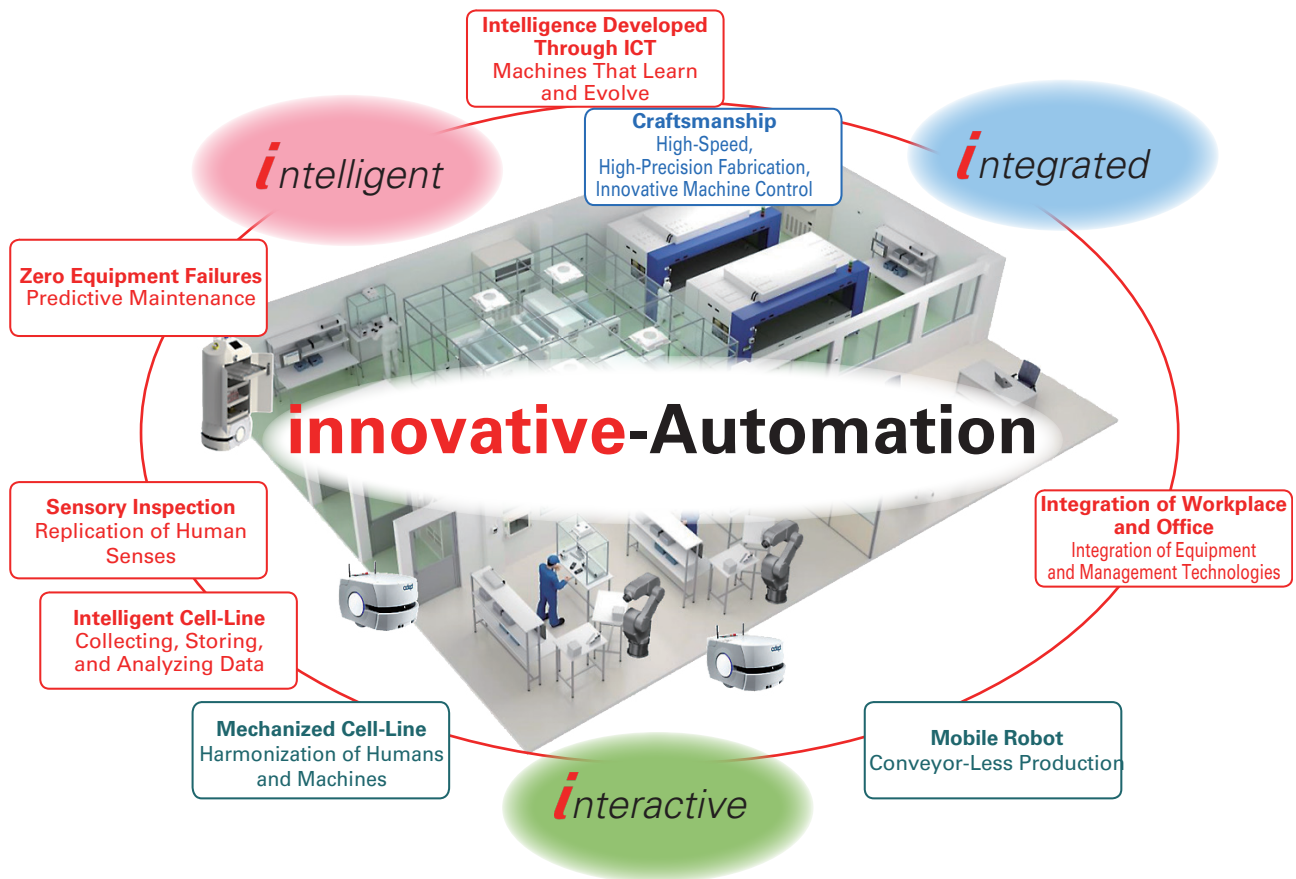 Intelligence Developed
Through ICT
Machines That Learn
and Evolve
Craftsmanship
High-Speed,
High-Precision Fabrication,
Innovative Machine Control
intelligent
integrated
Zero Equipment Failures
Predictive Maintenance
innovative-Automation
Sensory Inspection
Replication of Human
Senses
Integration of Workplace
and Office
Integration of Equipment
and Management Technologies
adept
Intelligent Cell-Line
Collecting, Storing,
and Analyzing Data
adept
Mechanized Cell-Line
Harmonization of Humans
and Machines
Mobile Robot
Conveyor-Less Production
interactive